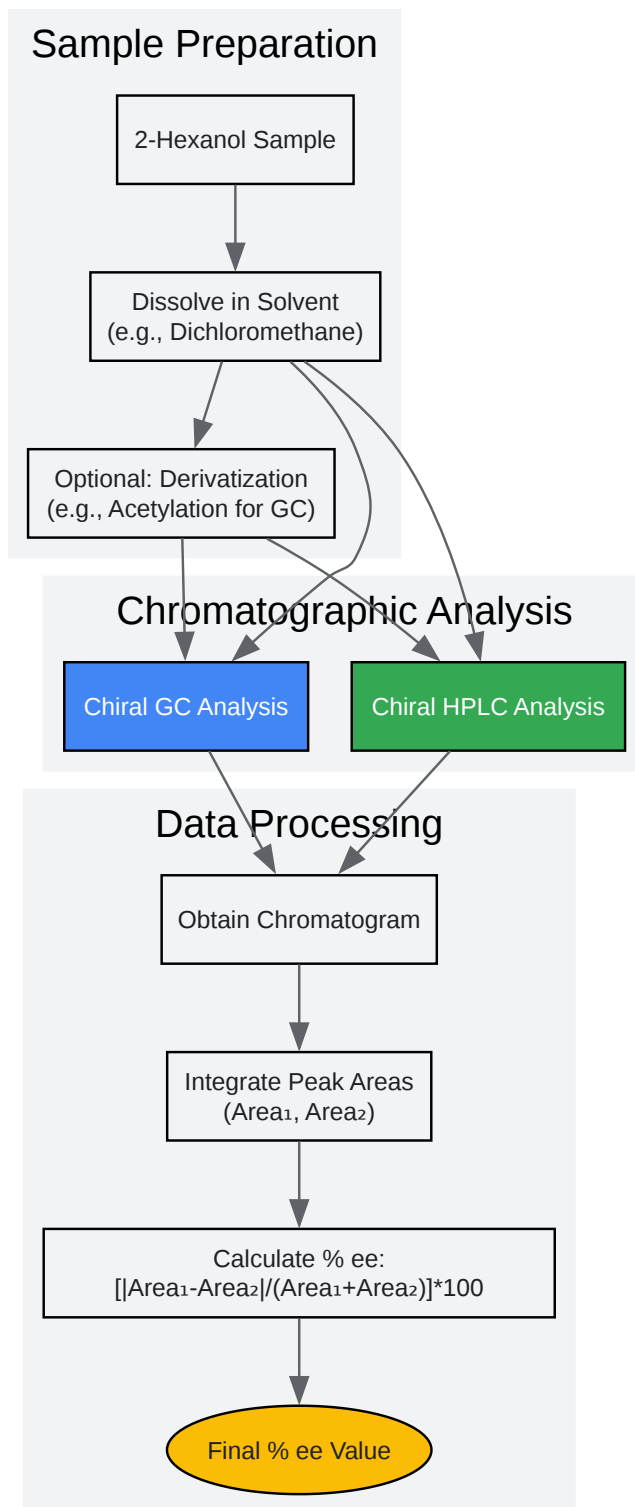 Sample Preparation
2-Hexanol Sample
Dissolve in Solvent
(e.g., Dichloromethane)
Optional: Derivatization
(e.g., Acetylation for GC)
Chromatographic Analysis
Chiral GC Analysis
Chiral HPLC Analysis
Data Processing
Obtain Chromatogram
Integrate Peak Areas
(Area₁, Area₂)
Calculate % ee:
[|Area₁-Area₂|/(Area₁+Area₂)]*100
Final % ee Value